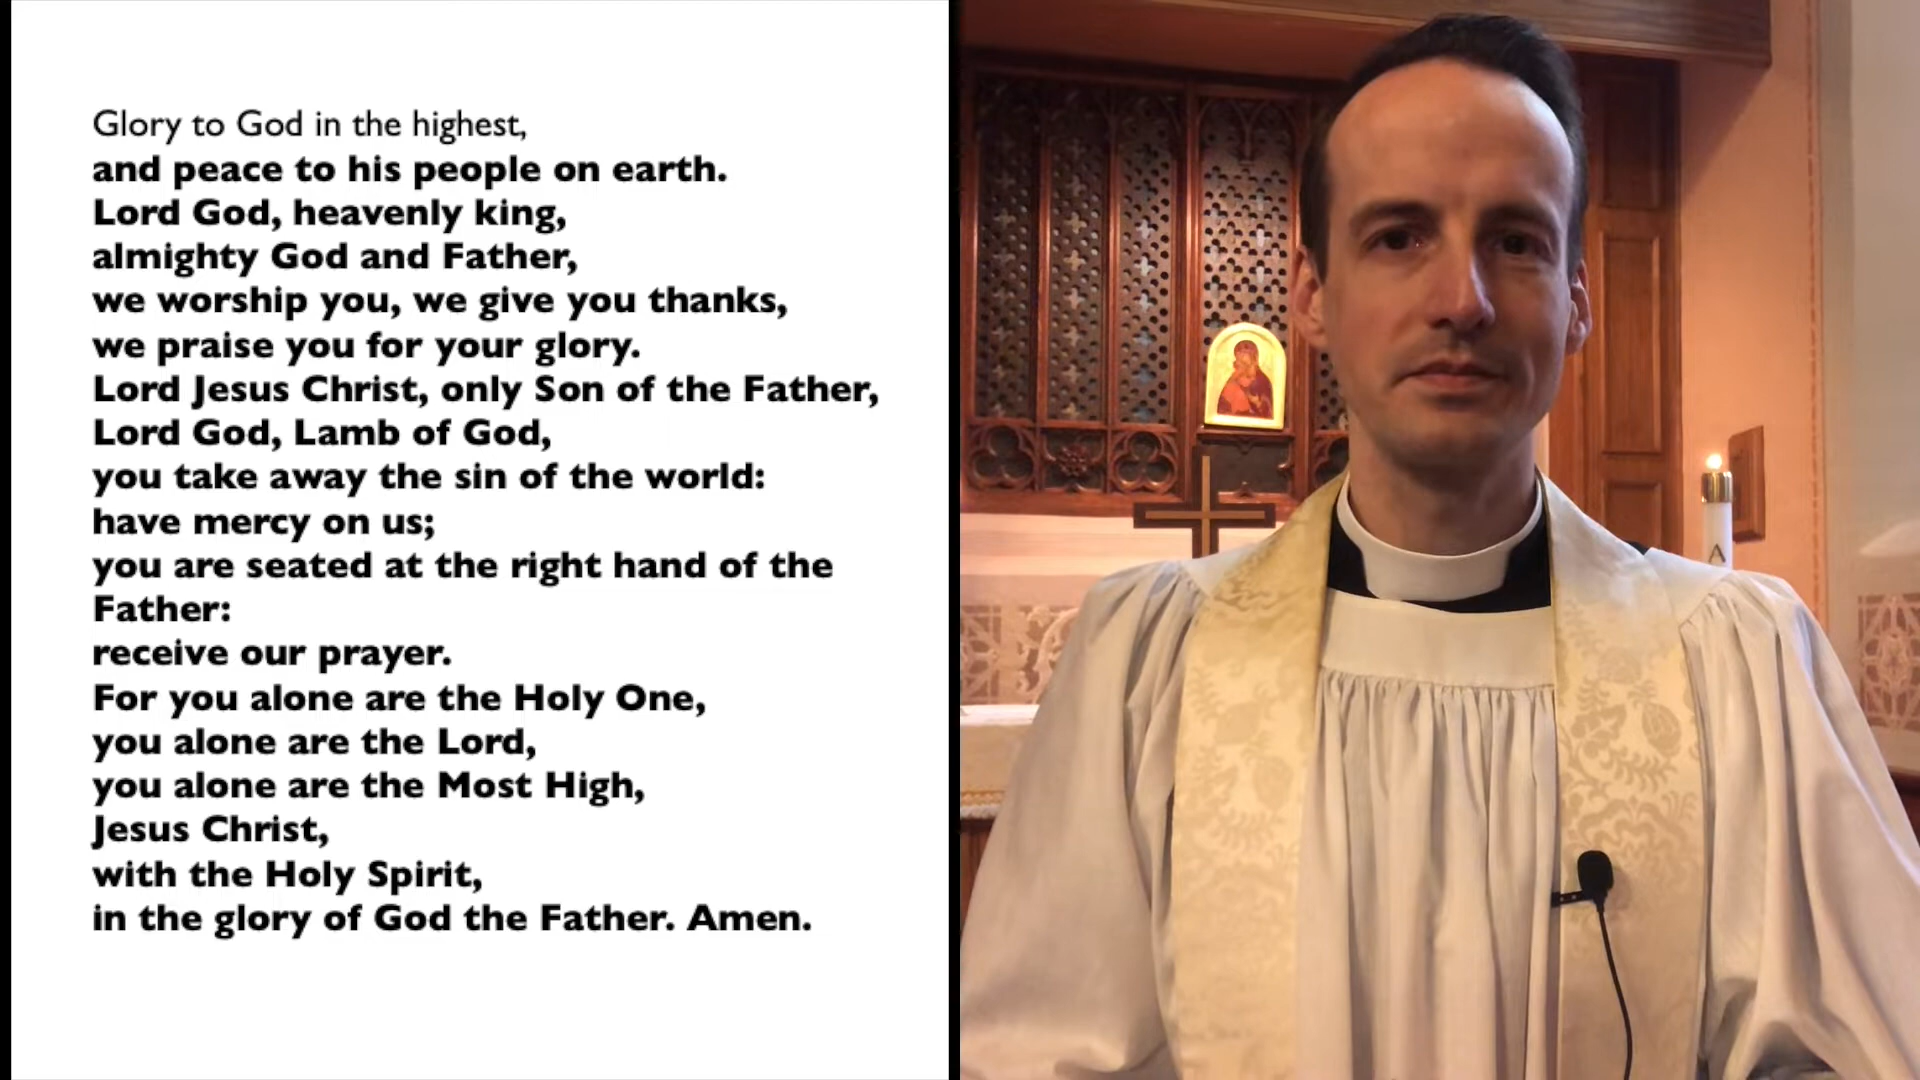 Glory to God in the highest,
and peace to his people on earth.
Lord God, heavenly king,
almighty God and Father,
we worship you, we give you thanks,
we praise you for your glory.
Lord Jesus Christ, only Son of the Father,
Lord God, Lamb of God,
you take away the sin of the world:
have mercy on us;
you are seated at the right hand of the
Father:
receive our prayer.
For you alone are the Holy One,
you alone are the Lord,
you alone are the Most High,
Jesus Christ,
with the Holy Spirit,
in the glory of God the Father. Amen.
A